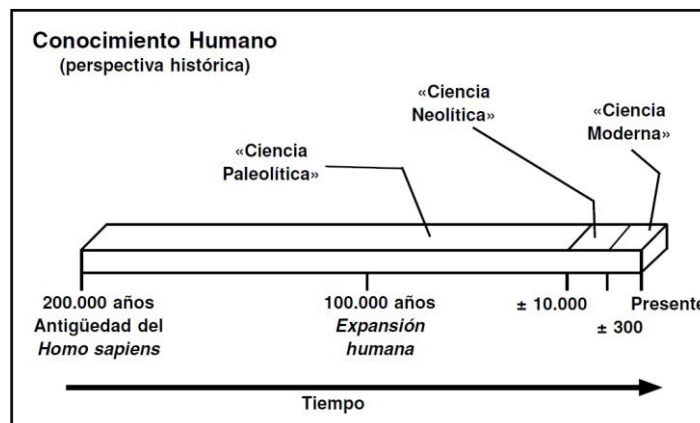 Conocimiento Humano
(perspectiva histórica)
«Ciencia
Paleolítica»
«Ciencia
Neolítica»
«Ciencia
Moderna»
200.000 años
Antigüedad del
Homo sapiens
100.000 años
Expansión
humana
± 10.000
± 300
Presente
Tiempo